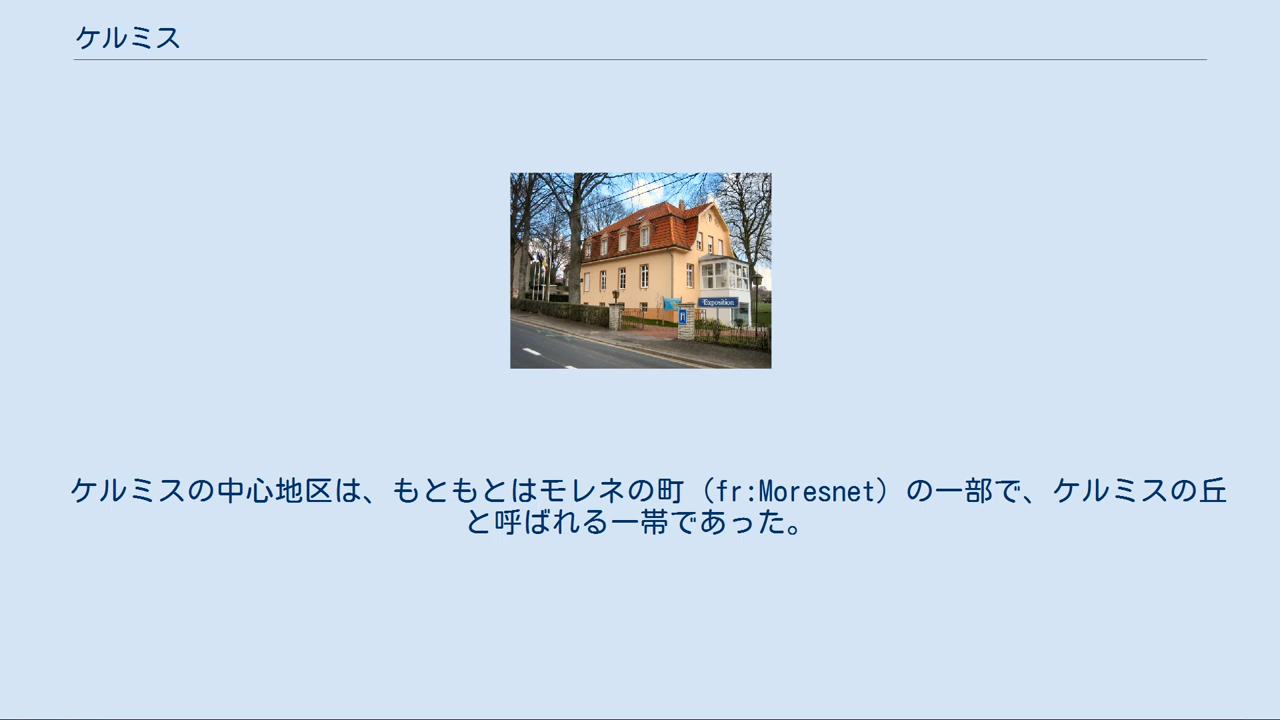 ケルミス
Exposition
ケルミスの中心地区は、もともとはモレネの町（fr:Moresnet）の一部で、ケルミスの丘
と呼ばれる一帯であった。